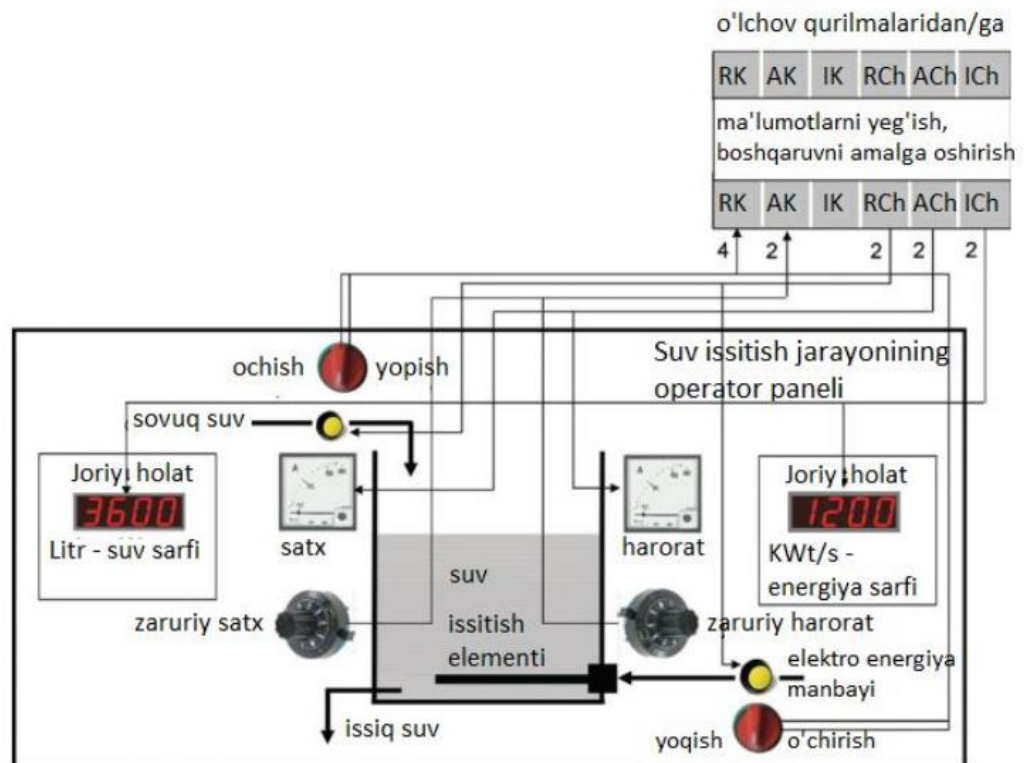 o'lchov qurilmalaridan/ga
RK AK IK RCh ACh ICh
ma'lumotlarni yeg'ish,
boshqaruvni amalga oshirish
RK AK IK RCh ACh ICh
4 2 2 2 2
Suv issitish jarayonining
operator paneli
ochish yopish
sovuq suv
Joriy holat
3600
Litr - suv sarfi
satx
harorat
Joriy holat
1200
KWt/s -
energiya sarfi
suv
issitish
elementi
zaruriy satx
zaruriy harorat
elektro energiya
manbayi
issiq suv
yoqish o'chirish